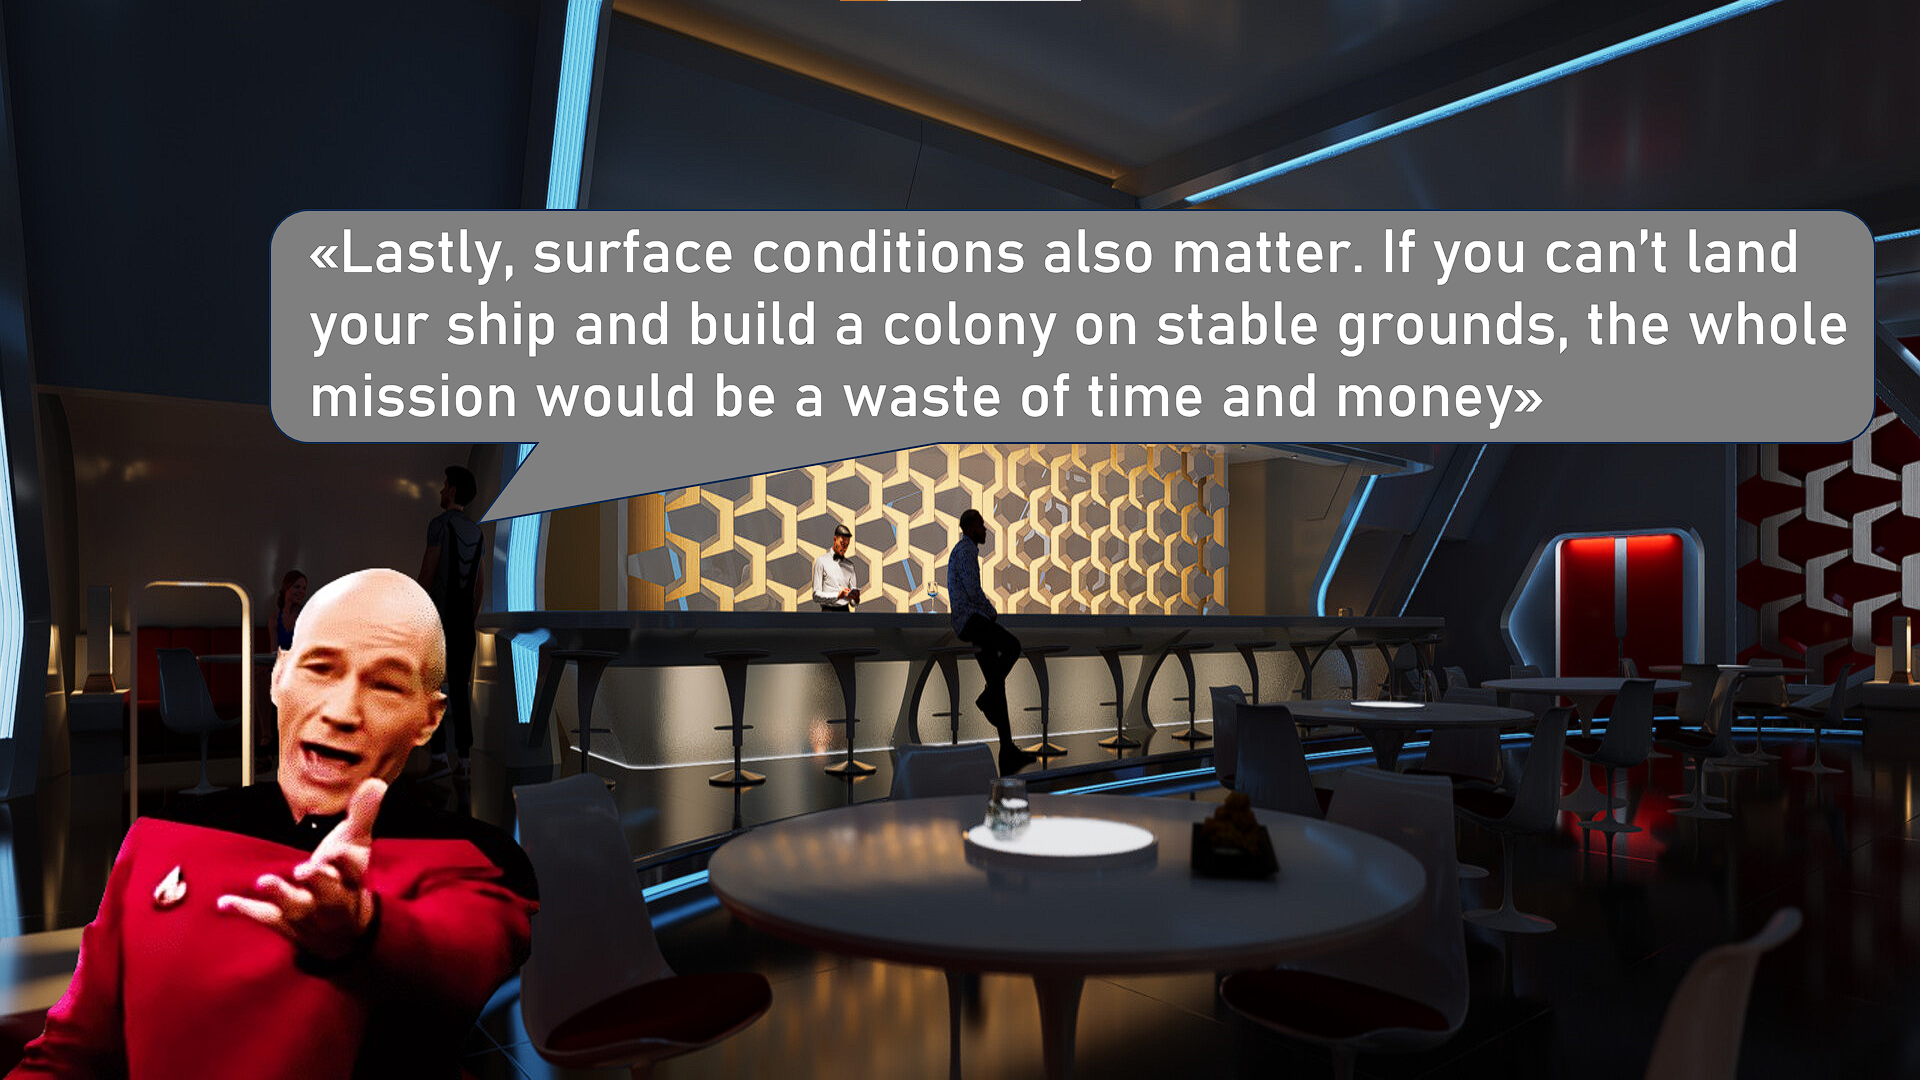 «Lastly, surface conditions also matter. If you can’t land
your ship and build a colony on stable grounds, the whole
mission would be a waste of time and money»